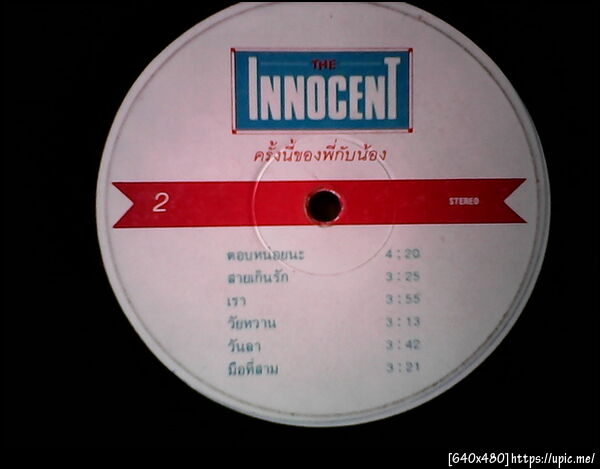 THE
INNOCENT
ครั้งนี้ของพี่กับน้อง
2 STEREO
ตอบหน่อยนะ 4:20
สายเกินรัก 3:25
เรา 3:55
วัยหวาน 3:13
วันลา 3:42
มือที่สาม 3:21
[640x480]https://upic.me/